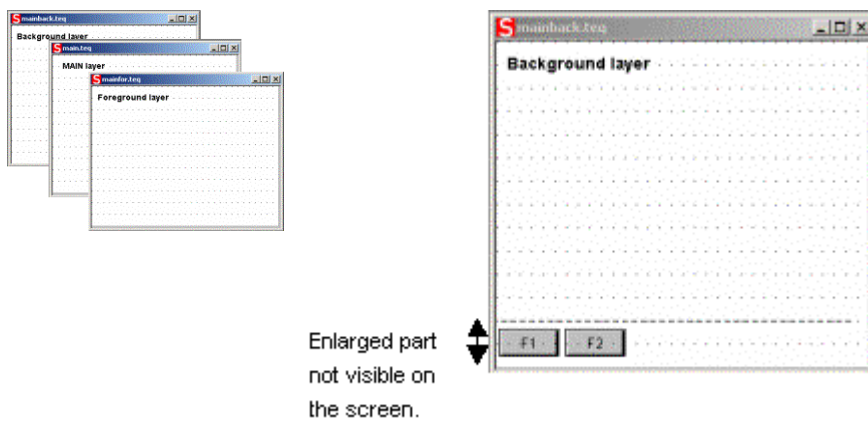 S mainback.teq
Background layer
S main.teq
MAIN layer
S mainfor.teq
Foreground layer
S mainback.teq
Background layer
F1 F2
Enlarged part
not visible on
the screen.